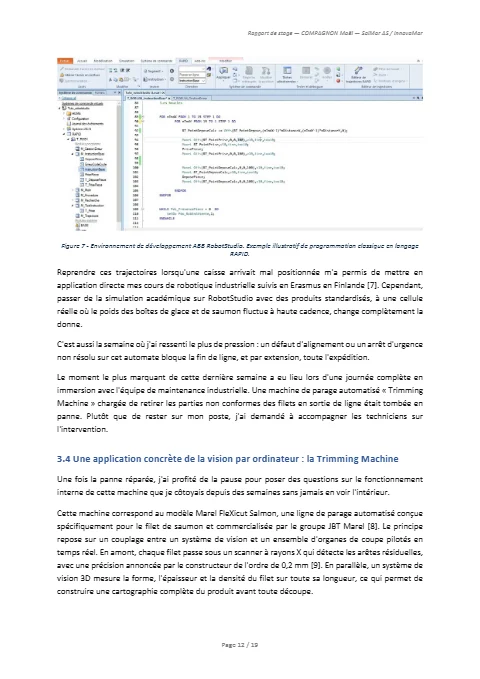 Rapport de stage — COMPAGNON Maël — SalMar AS / InnovaMar
Figure 7 - Environnement de développement ABB RobotStudio. Exemple illustratif de programmation classique en langage
RAPID.
Reprendre ces trajectoires lorsqu'une caisse arrivait mal positionnée m'a permis de mettre en
application directe mes cours de robotique industrielle suivis en Erasmus en Finlande [7]. Cependant,
passer de la simulation académique sur RobotStudio avec des produits standardisés, à une cellule
réelle où le poids des boîtes de glace et de saumon fluctue à haute cadence, change complètement la
donne.
C'est aussi la semaine où j'ai ressenti le plus de pression : un défaut d'alignement ou un arrêt d'urgence
non résolu sur cet automate bloque la fin de ligne, et par extension, toute l'expédition.
Le moment le plus marquant de cette dernière semaine a eu lieu lors d'une journée complète en
immersion avec l'équipe de maintenance industrielle. Une machine de parage automatisé « Trimming
Machine » chargée de retirer les parties non conformes des filets en sortie de ligne était tombée en
panne. Plutôt que de rester sur mon poste, j'ai demandé à accompagner les techniciens sur
l'intervention.
3.4 Une application concrète de la vision par ordinateur : la Trimming Machine
Une fois la panne réparée, j'ai profité de la pause pour poser des questions sur le fonctionnement
interne de cette machine que je côtoyais depuis des semaines sans jamais en voir l'intérieur.
Cette machine correspond au modèle Marel FleXicut Salmon, une ligne de parage automatisé conçue
spécifiquement pour le filet de saumon et commercialisée par le groupe JBT Marel [8]. Le principe
repose sur un couplage entre un système de vision et un ensemble d'organes de coupe pilotés en
temps réel. En amont, chaque filet passe sous un scanner à rayons X qui détecte les arêtes résiduelles,
avec une précision annoncée par le constructeur de l'ordre de 0,2 mm [9]. En parallèle, un système de
vision 3D mesure la forme, l'épaisseur et la densité du filet sur toute sa longueur, ce qui permet de
construire une cartographie complète du produit avant toute découpe.
Page 12 / 19